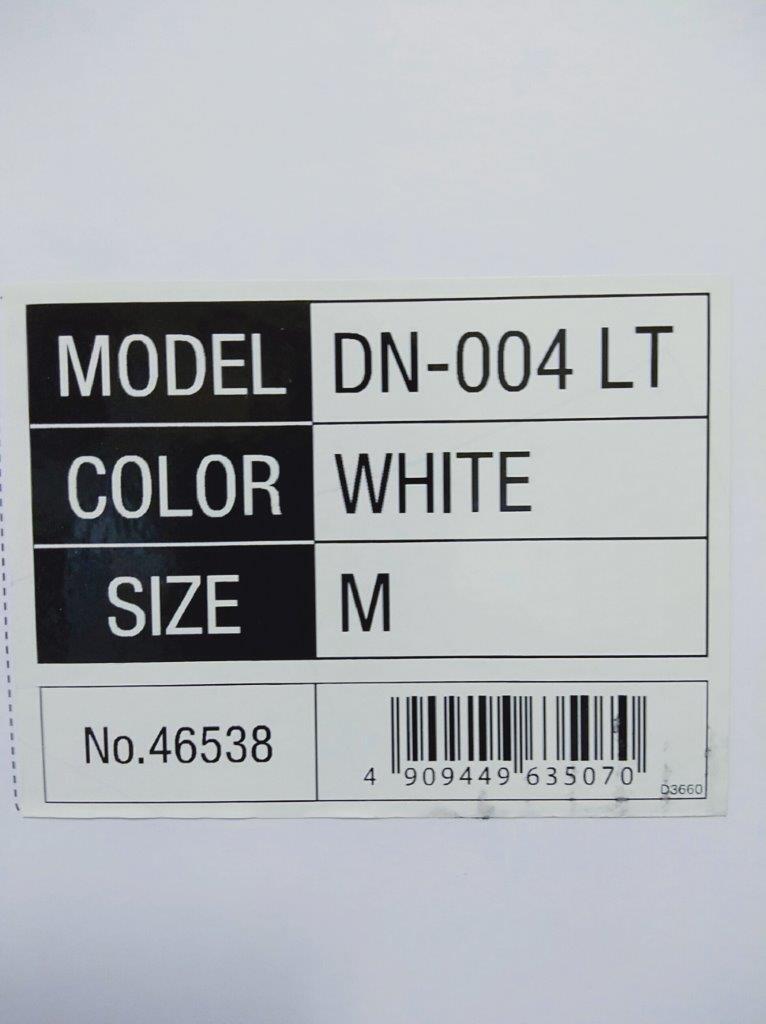 MODEL DN-004 LT
COLOR WHITE
SIZE M
No.46538
4 909449 635070
D3660